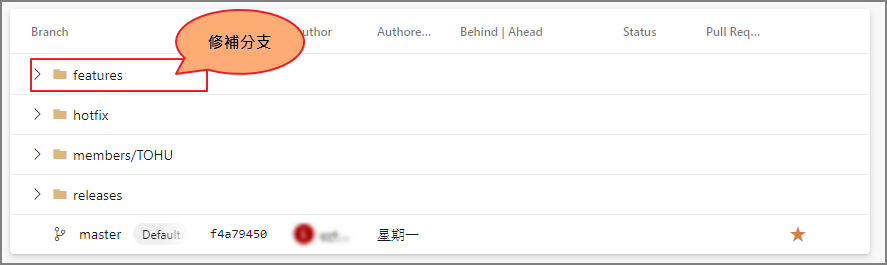 Branch
修補分支
uthor
Authore...
Behind | Ahead
Status
Pull Req...
features
hotfix
members/TOHU
releases
master Default f4a79450 星期一